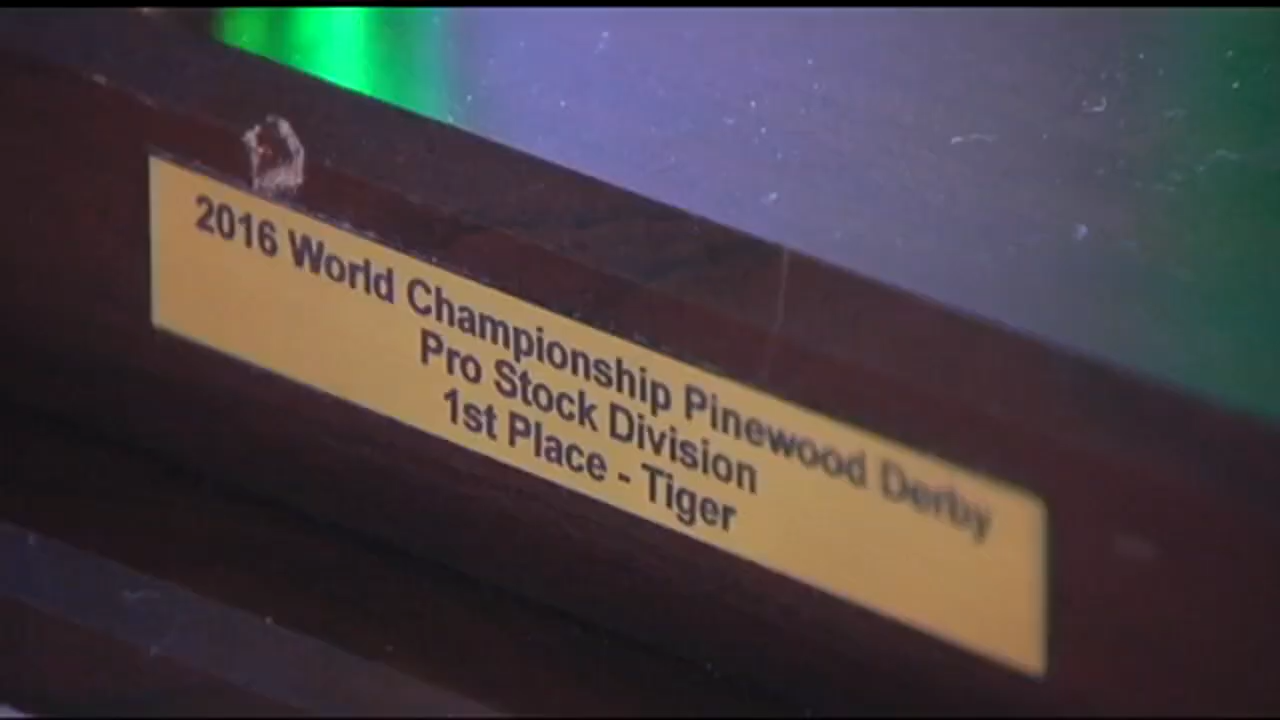 2016 World Championship Pinewood Derby
Pro Stock Division
1st Place - Tiger